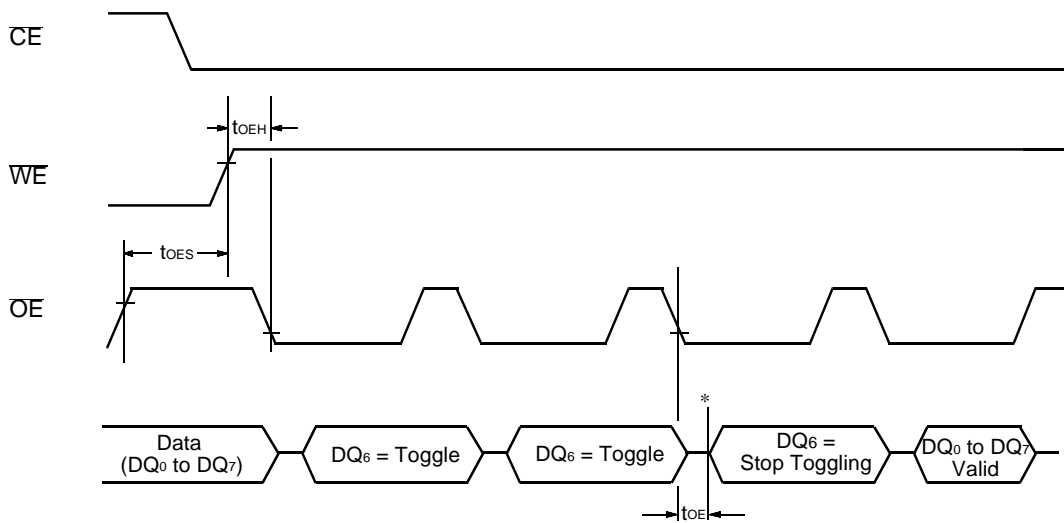 CE
tOEH
WE
tOES
OE
*
Data
(DQ0 to DQ7)
DQ6 = Toggle
DQ6 = Toggle
DQ6 =
Stop Toggling
DQ0 to DQ7
Valid
tOE